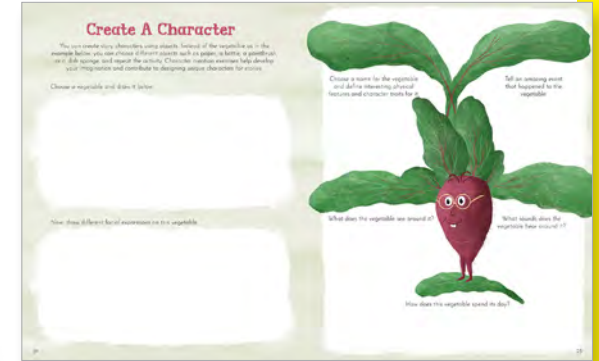 Create A Character
You can create story characters using objects. Instead of the vegetable as in the
example below, you can choose different objects such as paper, a bottle, a paintbrush,
or a dish sponge and repeat the activity. Character creation exercises help develop
your imagination and contribute to designing unique characters for stories.
Choose a vegetable and draw it below.
Now, draw different facial expressions on the vegetable.
Choose a name for the vegetable
and define interesting physical
features and character traits for it.
Tell an amazing event
that happened to the
vegetable.
What does the vegetable see around it?
What sounds does the
vegetable hear around it?
How does this vegetable spend its day?